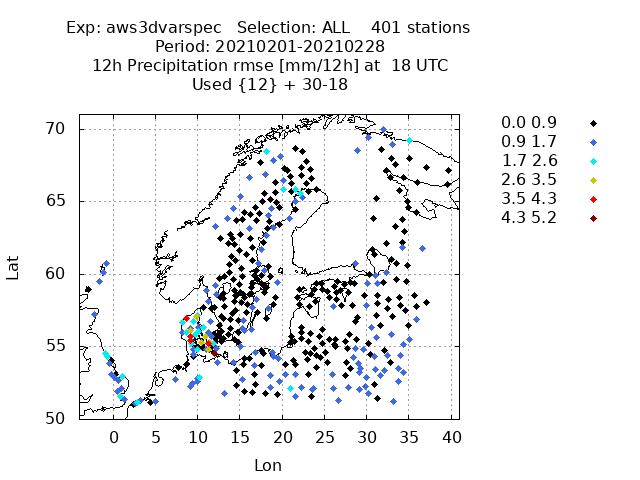 Exp: aws3dvarspec   Selection: ALL    401 stations
Period: 20210201-20210228
12h Precipitation rmse [mm/12h] at  18 UTC
Used {12} + 30-18
0.0 0.9
0.9 1.7
1.7 2.6
2.6 3.5
3.5 4.3
4.3 5.2
70
65
60
55
50
Lat
0 5 10 15 20 25 30 35 40
Lon